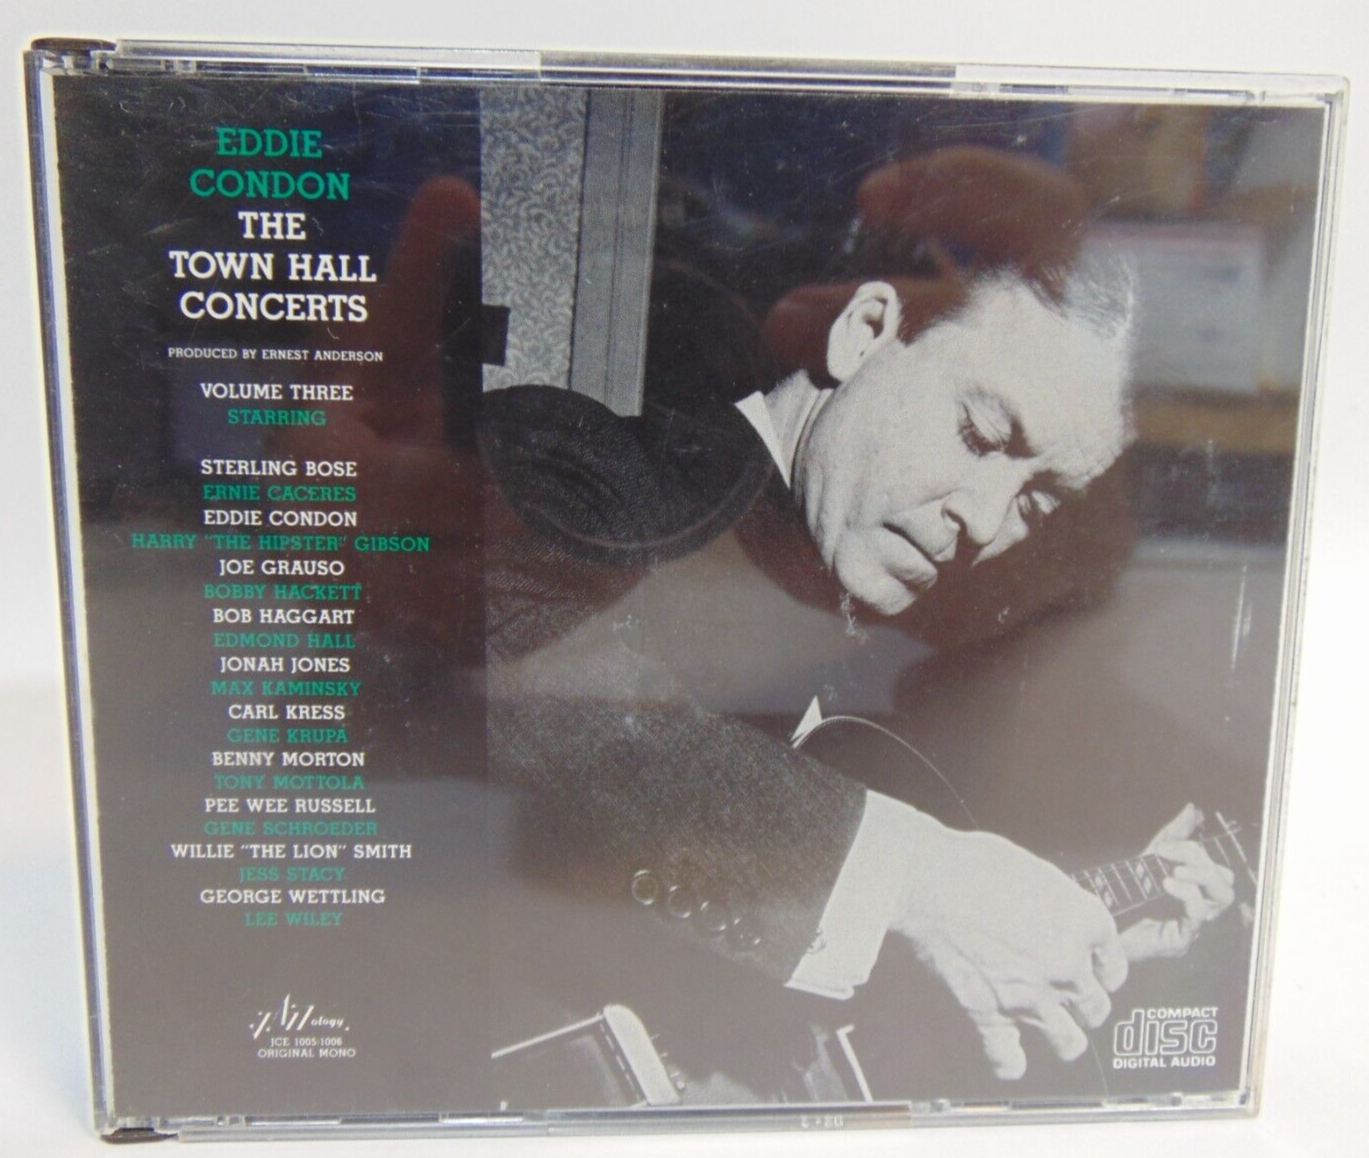 EDDIE
CONDON
THE
TOWN HALL
CONCERTS
PRODUCED BY ERNEST ANDERSON
VOLUME THREE
STARRING
STERLING BOSE
ERNIE CACERES
EDDIE CONDON
HARRY "THE HIPSTER" GIBSON
JOE GRAUSO
BOBBY HACKETT
BOB HAGGART
EDMOND HALL
JONAH JONES
MAX KAMINSKY
CARL KRESS
GENE KRUPA
BENNY MORTON
TONY MOTTOLA
PEE WEE RUSSELL
GENE SCHROEDER
WILLIE "THE LION" SMITH
JESS STACY
GEORGE WETTLING
LEE WILEY
Jazzology.
JCE 1005/1006
ORIGINAL MONO
COMPACT
disc
DIGITAL AUDIO